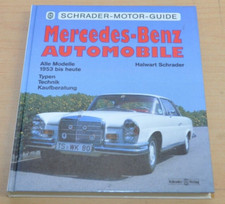 SCHRADER-MOTOR-GUIDE
Mercedes-Benz
AUTOMOBILE
Alle Modelle
1953 bis heute
Halwart Schrader
Typen
Technik
Kaufberatung